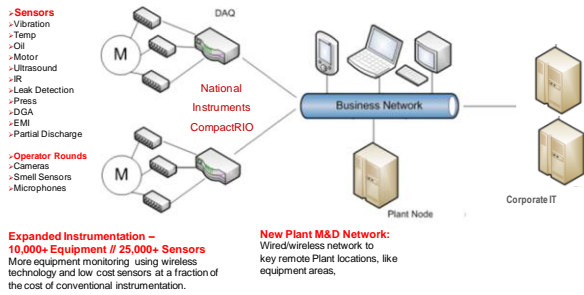 ➢Sensors
➢Vibration
➢Temp
➢Oil
➢Motor
➢Ultrasound
➢IR
➢Leak Detection
➢Press
➢DGA
➢EMI
➢Partial Discharge
➢Operator Rounds
➢Cameras
➢Smell Sensors
➢Microphones
DAQ
M
M
National
Instruments
CompactRIO
Business Network
Plant Node
Corporate IT
Expanded Instrumentation –
10,000+ Equipment // 25,000+ Sensors
More equipment monitoring using wireless
technology and low cost sensors at a fraction of
the cost of conventional instrumentation.
New Plant M&D Network:
Wired/wireless network to
key remote Plant locations, like
equipment areas,